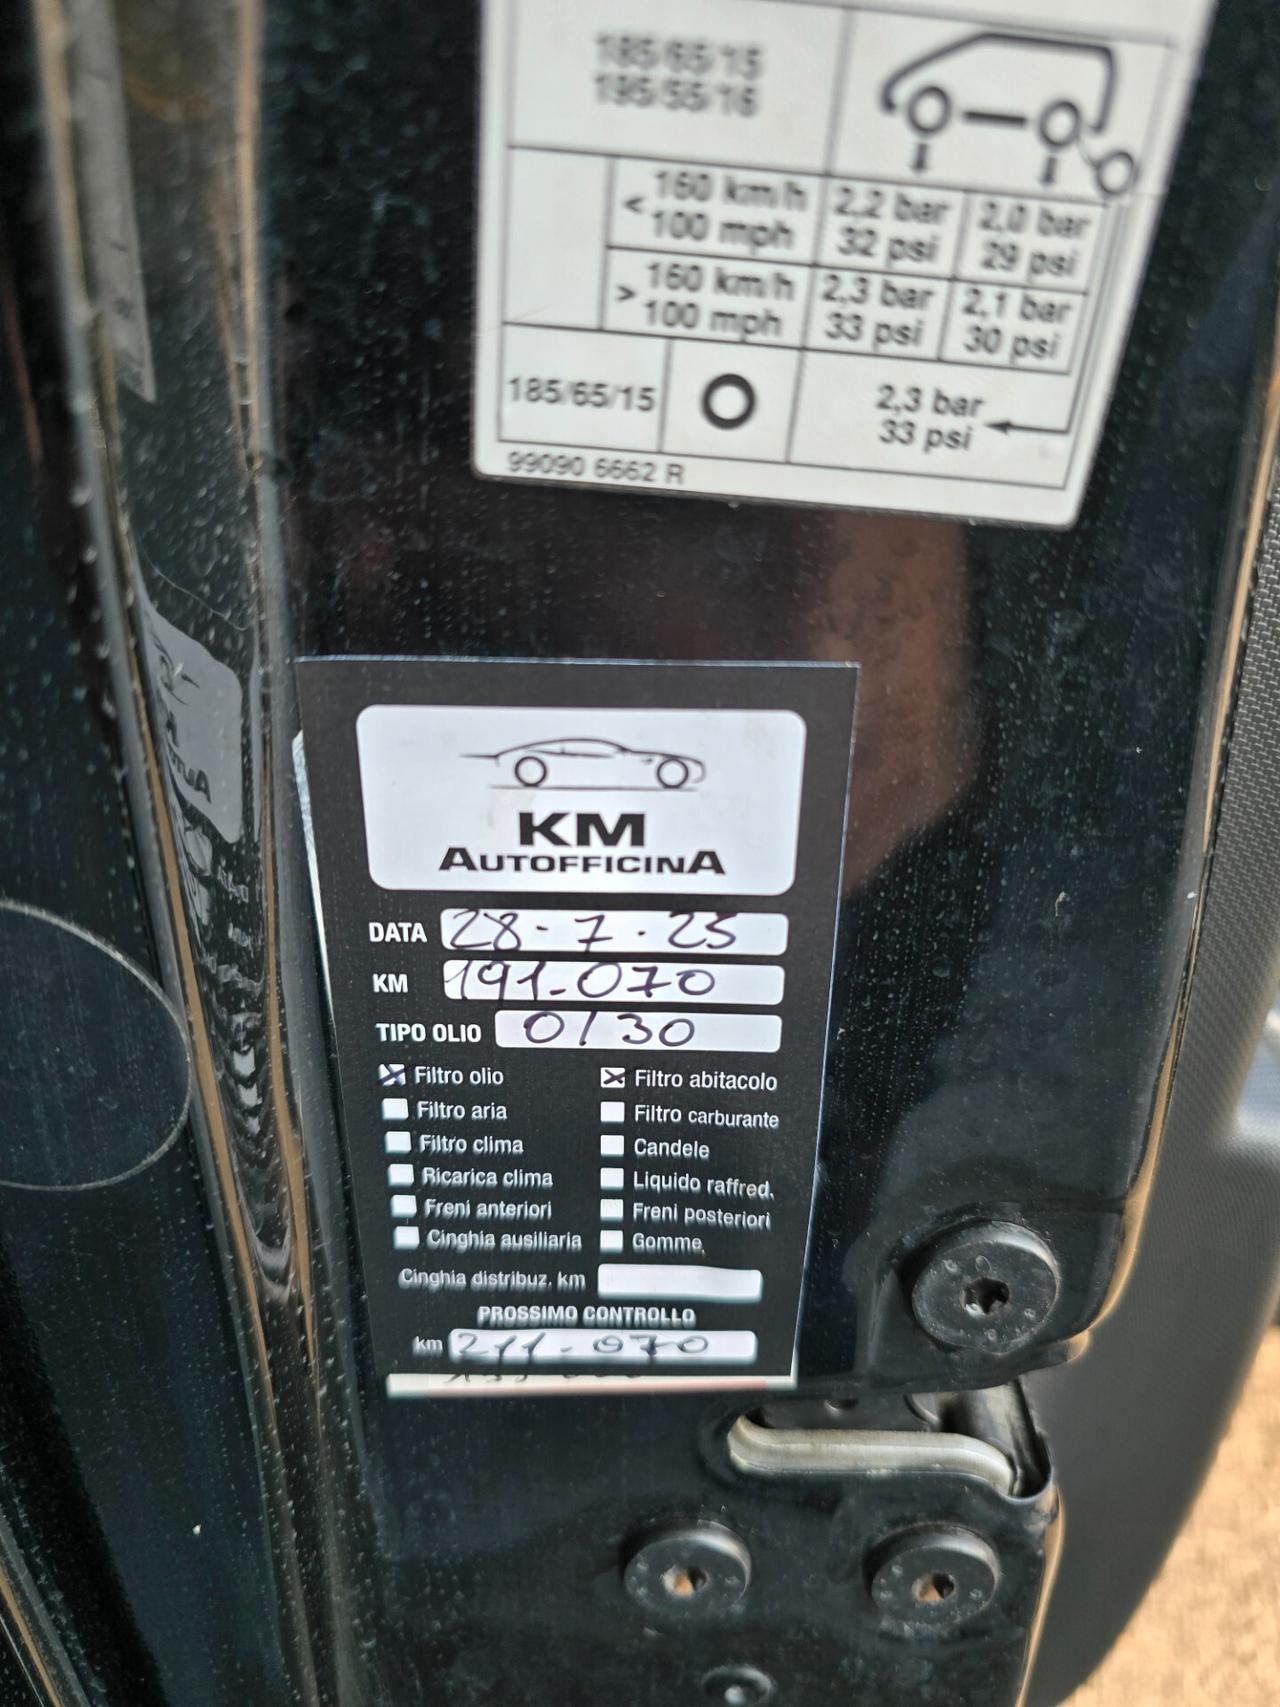 185/65/15
195/55/16
< 160 km/h 2,2 bar 2,0 bar
100 mph 32 psi 29 psi
> 160 km/h 2,3 bar 2,1 bar
100 mph 33 psi 30 psi
185/65/15 2,3 bar
33 psi
99090 6662 R
KM
AUTOFFICINA
DATA 28-7-25
KM 191.070
TIPO OLIO 0/30
Filtro olio Filtro abitacolo
Filtro aria Filtro carburante
Filtro clima Candele
Ricarica clima Liquido raffred.
Freni anteriori Freni posteriori
Cinghia ausiliaria Gomme
Cinghia distribuz. km
PROSSIMO CONTROLLO
km 211.070